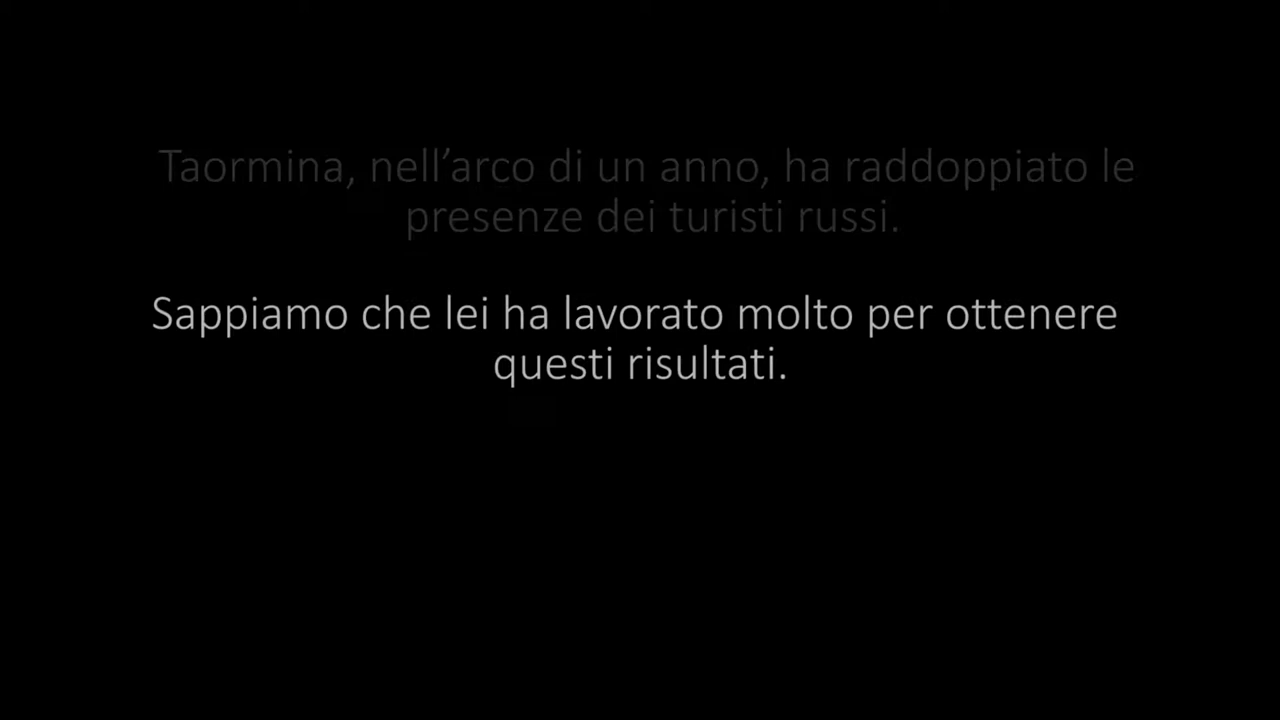 Taormina, nell’arco di un anno, ha raddoppiato le
presenze dei turisti russi.
Sappiamo che lei ha lavorato molto per ottenere
questi risultati.